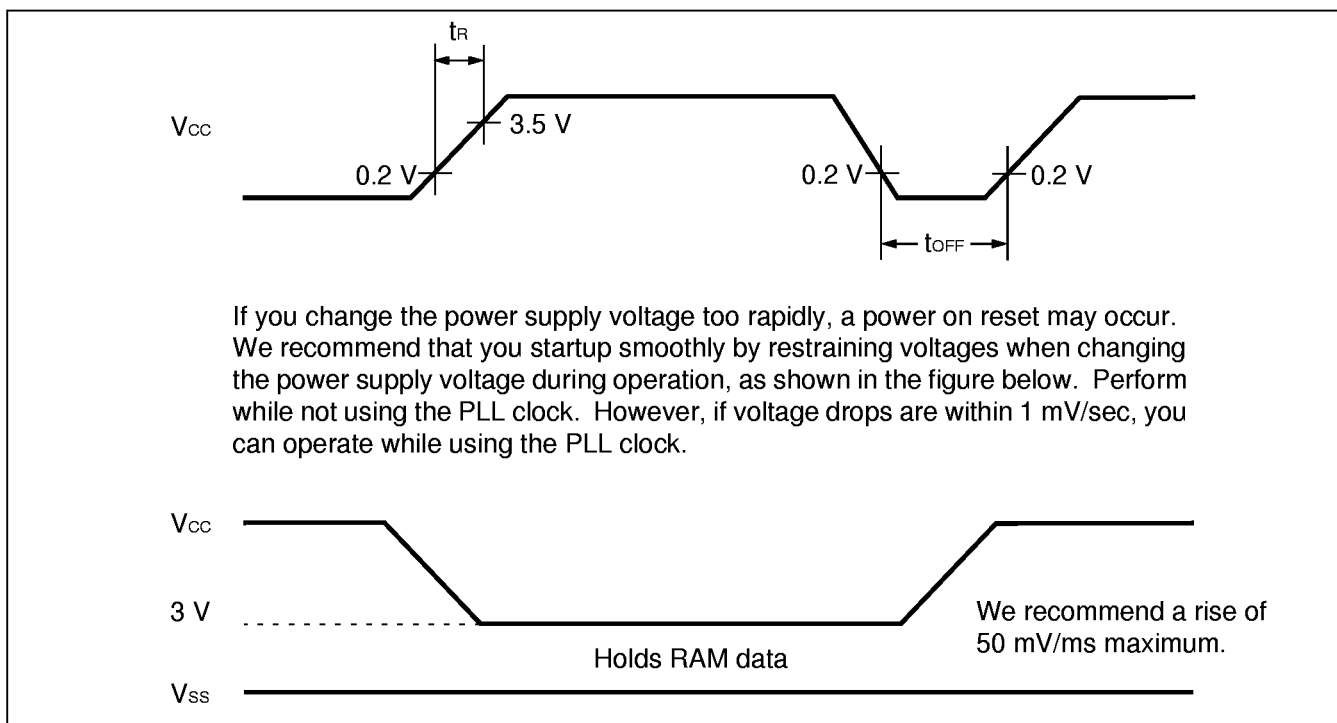 tR
VCC
3.5 V
0.2 V
0.2 V
0.2 V
tOFF
If you change the power supply voltage too rapidly, a power on reset may occur.
We recommend that you startup smoothly by restraining voltages when changing
the power supply voltage during operation, as shown in the figure below. Perform
while not using the PLL clock. However, if voltage drops are within 1 mV/sec, you
can operate while using the PLL clock.
VCC
3 V
We recommend a rise of
50 mV/ms maximum.
Holds RAM data
VSS